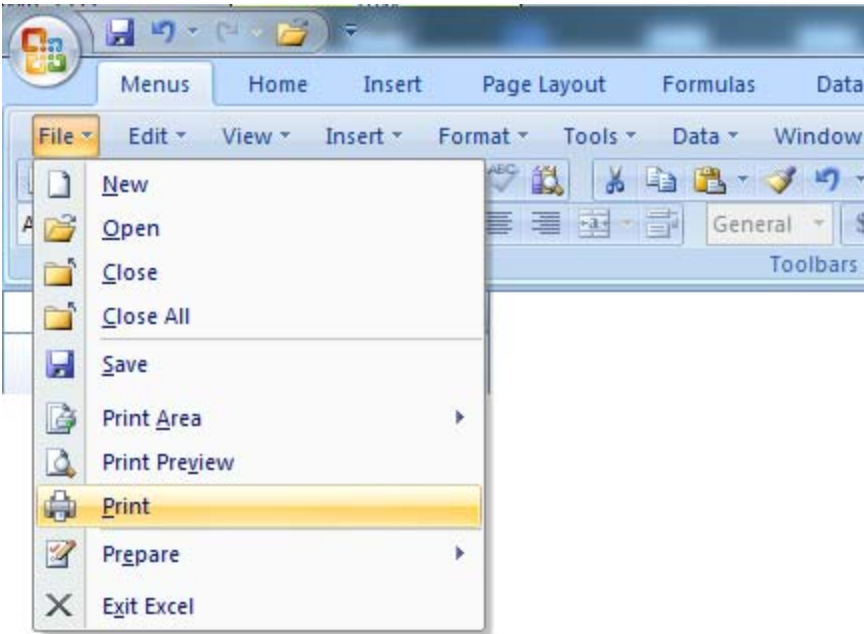 Menus Home Insert Page Layout Formulas Data
File Edit View Insert Format Tools Data Window
New
ABC
Open
A
a
General $
Close
Toolbars
Close All
Save
Print Area
Print Preview
Print
Prepare
Exit Excel